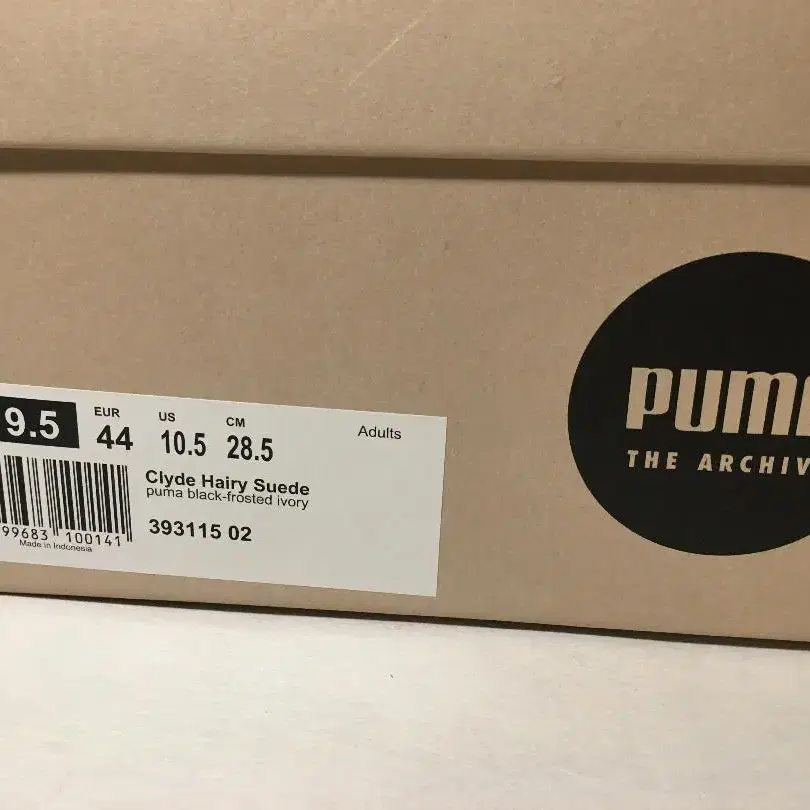 9.5
EUR
44
US
10.5
CM
28.5
Adults
Clyde Hairy Suede
puma black-frosted ivory
393115 02
99683 100141
Made in Indonesia
PUMA
THE ARCHIV